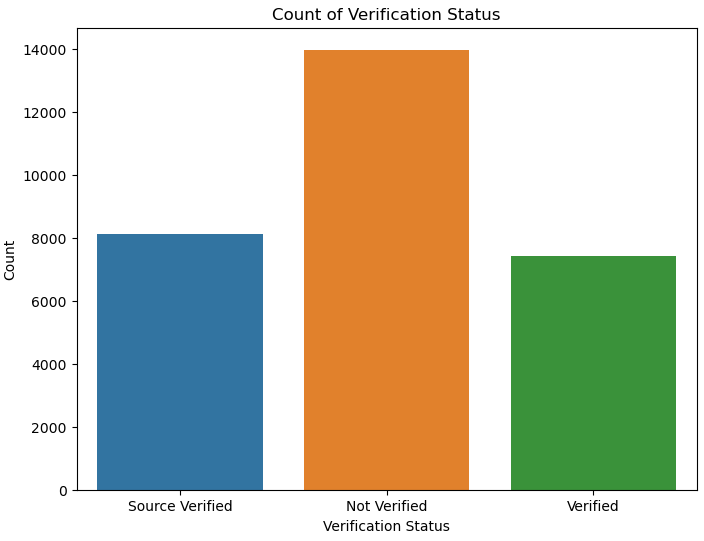 Count of Verification Status
14000
12000
10000
8000
6000
4000
2000
0
Count
Source Verified
Not Verified
Verified
Verification Status